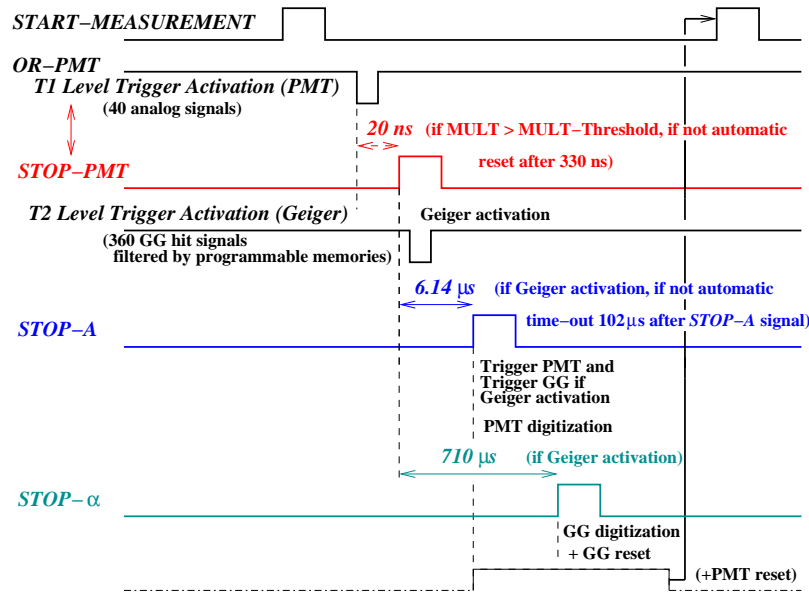 START−MEASUREMENT
OR−PMT
T1 Level Trigger Activation (PMT)
(40 analog signals)
20 ns (if MULT > MULT−Threshold, if not automatic
reset after 330 ns)
STOP−PMT
T2 Level Trigger Activation (Geiger)
Geiger activation
(360 GG hit signals
filtered by programmable memories)
6.14 μs (if Geiger activation, if not automatic
time−out 102μs after STOP−A signal)
STOP−A
Trigger PMT and
Trigger GG if
Geiger activation
PMT digitization
710 μs (if Geiger activation)
STOP− α
GG digitization
+ GG reset
(+PMT reset)